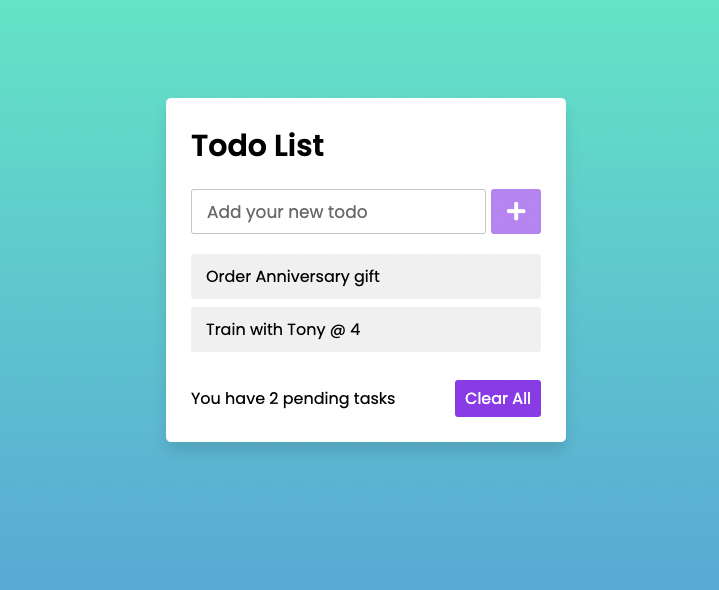 Todo List
Add your new todo
Order Anniversary gift
Train with Tony @ 4
You have 2 pending tasks
Clear All